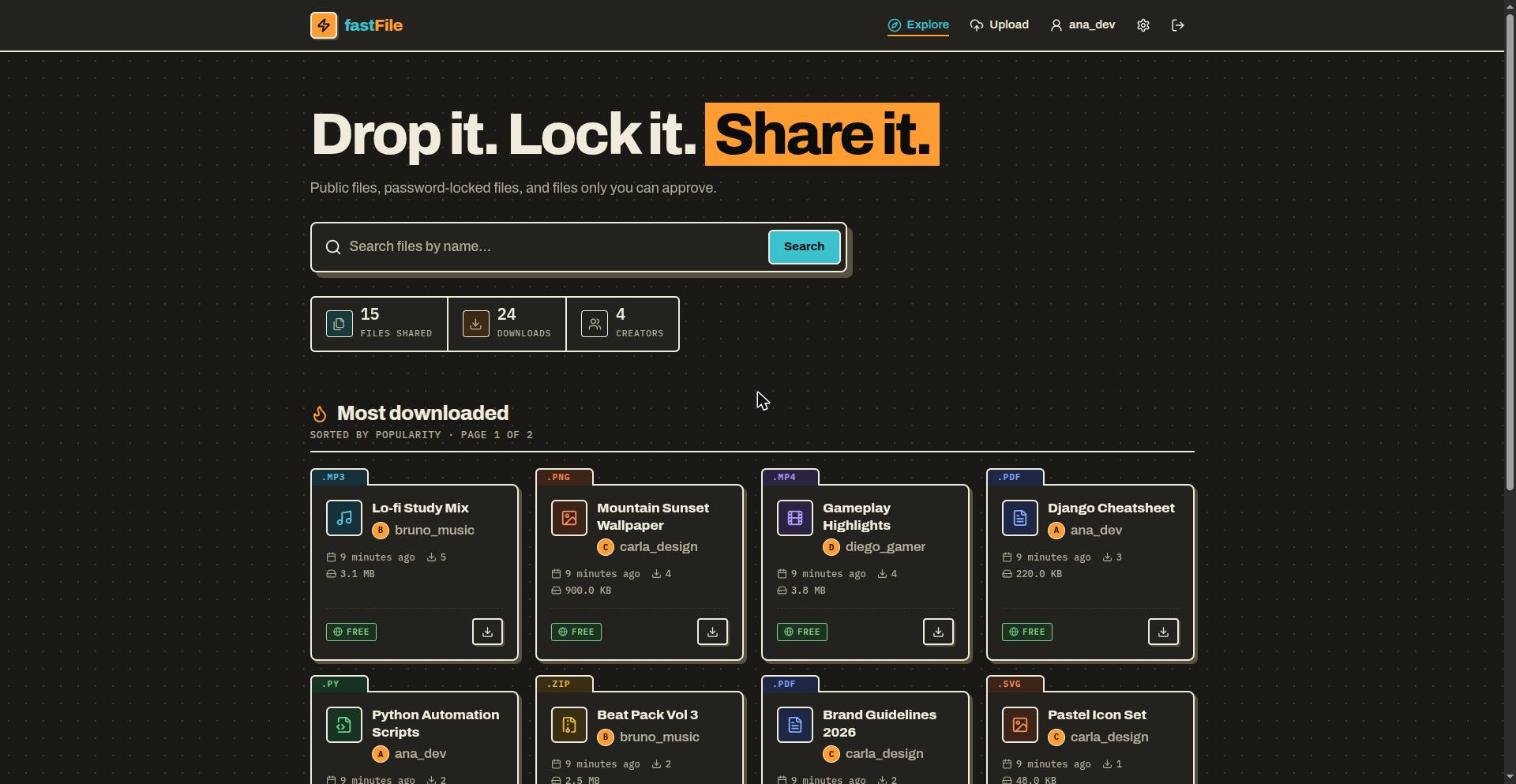 fastFile
Explore
Upload
ana_dev
Drop it. Lock it. Share it.
Public files, password-locked files, and files only you can approve.
Search files by name...
Search
15
FILES SHARED
24
DOWNLOADS
4
CREATORS
Most downloaded
SORTED BY POPULARITY · PAGE 1 OF 2
.MP3
Lo-fi Study Mix
B bruno_music
9 minutes ago 5
3.1 MB
FREE
.PNG
Mountain Sunset
Wallpaper
C carla_design
9 minutes ago 4
900.0 KB
FREE
.MP4
Gameplay
Highlights
D diego_gamer
9 minutes ago 4
3.8 MB
FREE
.PDF
Django Cheatsheet
A ana_dev
9 minutes ago 3
220.0 KB
FREE
.PY
Python Automation
Scripts
A ana_dev
9 minutes ago 2
.ZIP
Beat Pack Vol 3
B bruno_music
9 minutes ago 2
2.5 MB
.PDF
Brand Guidelines
2026
C carla_design
9 minutes ago 2
.SVG
Pastel Icon Set
C carla_design
9 minutes ago 1
48.0 KB